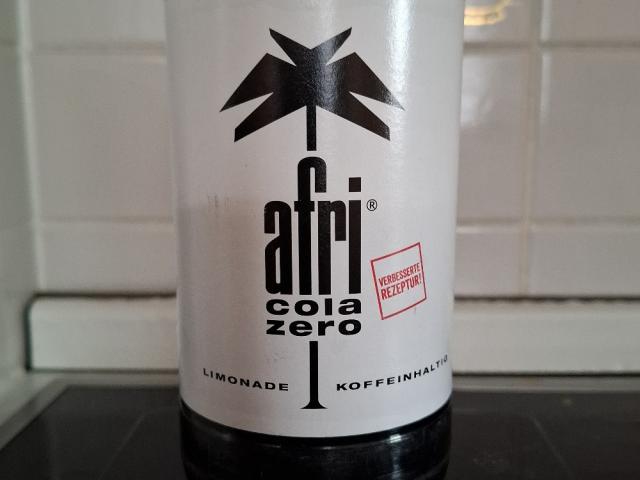 afri®
cola
zero
VERBESSERTE
REZEPTUR!
LIMONADE KOFFEINHALTIG